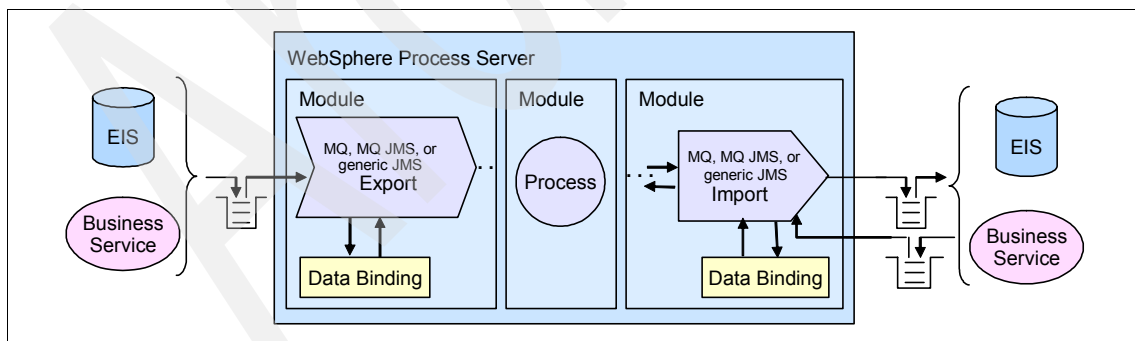 WebSphere Process Server
Module
Module
Module
EIS
Business
Service
MQ, MQ JMS, or
generic JMS
Export
Data Binding
Process
MQ, MQ JMS, or
generic JMS
Import
Data Binding
EIS
Business
Service